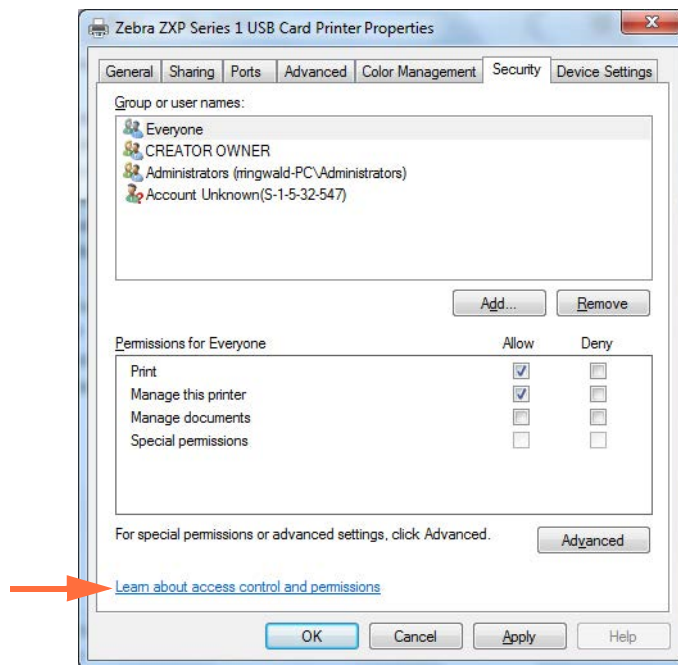 Zebra ZXP Series 1 USB Card Printer Properties
General Sharing Ports Advanced Color Management Security Device Settings
Group or user names:
Everyone
CREATOR OWNER
Administrators (mringwald-PC\Administrators)
Account Unknown(S-1-5-32-547)
Add... Remove
Permissions for Everyone Allow Deny
Print
Manage this printer
Manage documents
Special permissions
For special permissions or advanced settings, click Advanced.
Advanced
Learn about access control and permissions
OK Cancel Apply Help